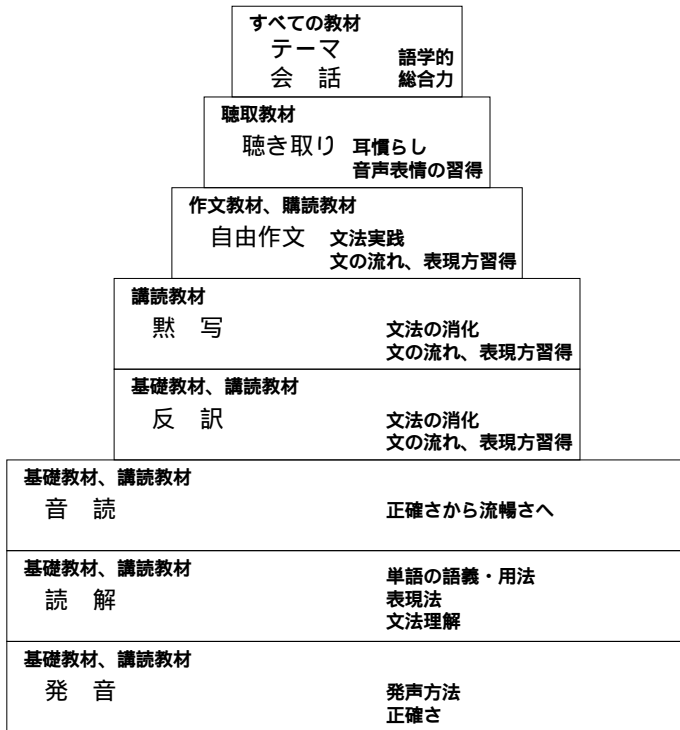 すべての教材
テーマ 語学的
会　話 総合力
聴取教材
聴き取り 耳慣らし
音声表情の習得
作文教材、購読教材
自由作文 文法実践
文の流れ、表現方習得
講読教材
黙　写 文法の消化
文の流れ、表現方習得
基礎教材、講読教材
反　訳 文法の消化
文の流れ、表現方習得
基礎教材、講読教材
音　読 正確さから流暢さへ
基礎教材、講読教材
読　解 単語の語義・用法
表現法
文法理解
基礎教材、講読教材
発　音 発声方法
正確さ